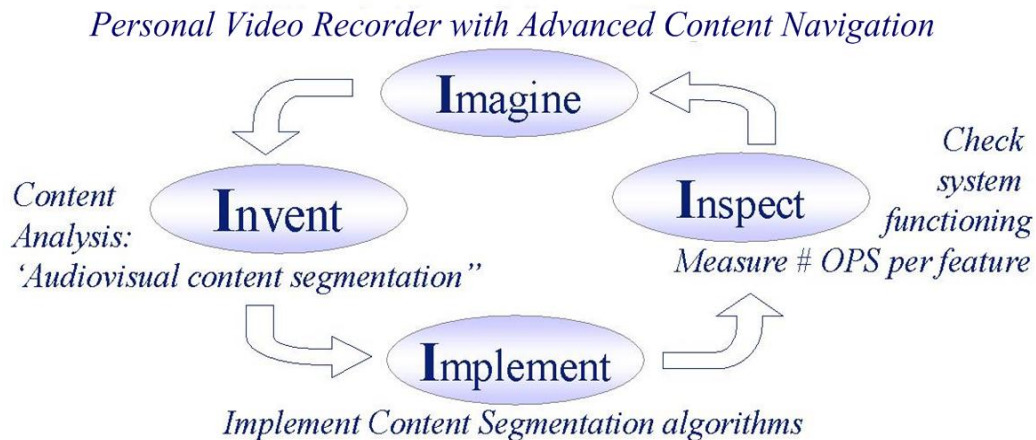 Personal Video Recorder with Advanced Content Navigation
Imagine
Invent
Content
Analysis:
'Audiovisual content segmentation”
Implement
Implement Content Segmentation algorithms
Inspect
Check
system
functioning
Measure # OPS per feature